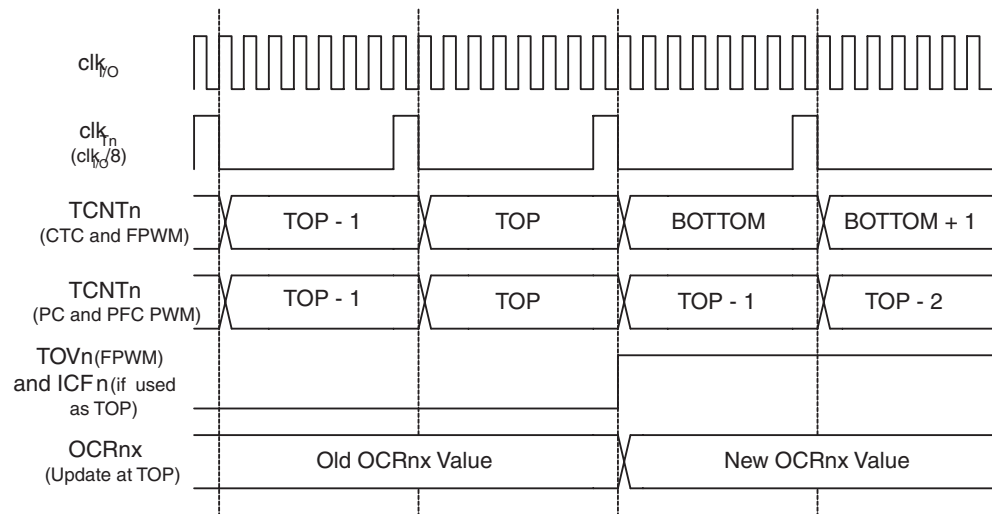 clkI/O
clkTn
(clkI/O/8)
TCNTn
(CTC and FPWM)
TOP - 1
TOP
BOTTOM
BOTTOM + 1
TCNTn
(PC and PFC PWM)
TOP - 1
TOP
TOP - 1
TOP - 2
TOVn(FPWM)
and ICFn(if used
as TOP)
OCRnx
(Update at TOP)
Old OCRnx Value
New OCRnx Value